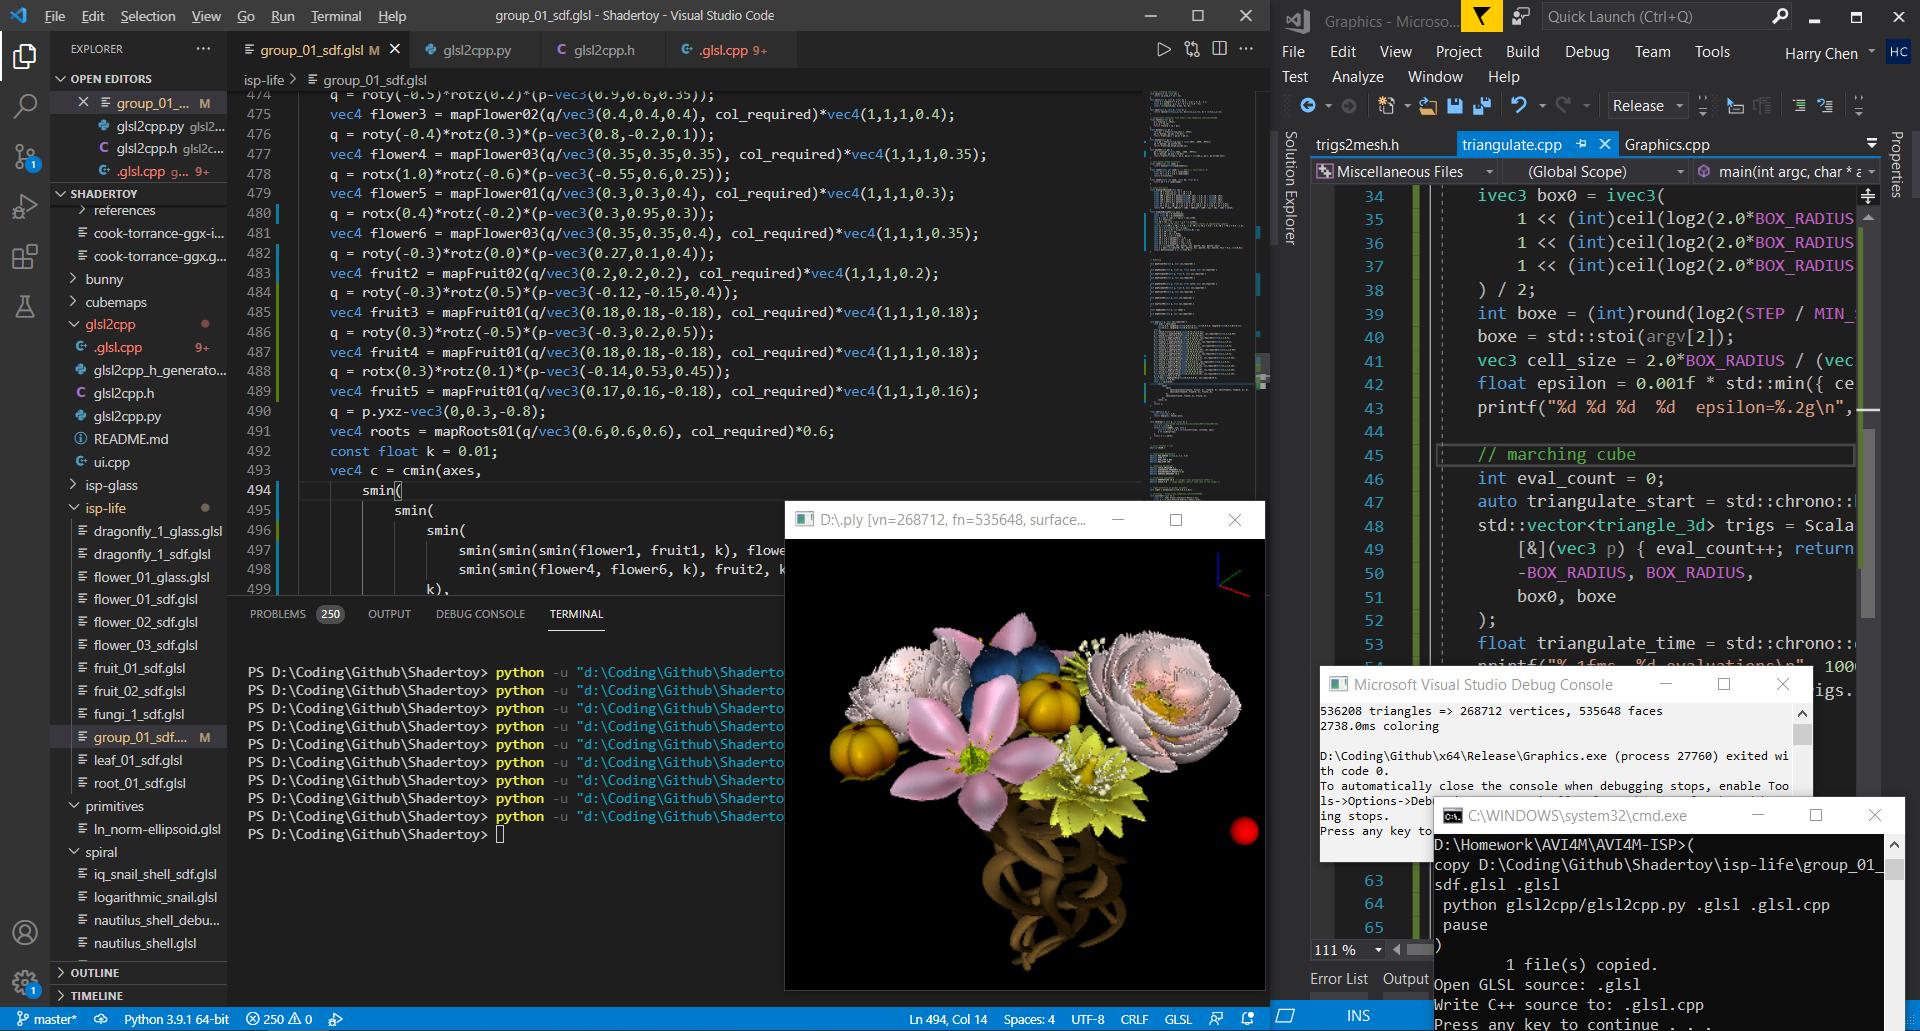 File Edit Selection View Go Run Terminal Help
group_01_sdf.glsl - Shadertoy - Visual Studio Code
EXPLORER
OPEN EDITORS
group_01_... M
glsl2cpp.py glsl2...
glsl2cpp.h glsl2c...
.glsl.cpp g... 9+
SHADERTOY
references
cook-torrance-ggx-i...
cook-torrance-ggx.g...
bunny
cubemaps
glsl2cpp
.glsl.cpp 9+
glsl2cpp_h_generato...
glsl2cpp.h
glsl2cpp.py
README.md
ui.cpp
isp-glass
isp-life
dragonfly_1_glass.glsl
dragonfly_1_sdf.glsl
flower_01_glass.glsl
flower_01_sdf.glsl
flower_02_sdf.glsl
flower_03_sdf.glsl
fruit_01_sdf.glsl
fruit_02_sdf.glsl
fungi_1_sdf.glsl
group_01_sdf.... M
leaf_01_sdf.glsl
root_01_sdf.glsl
primitives
ln_norm-ellipsoid.glsl
spiral
iq_snail_shell_sdf.glsl
logarithmic_snail.glsl
nautilus_shell_debu...
nautilus_shell.glsl
OUTLINE
TIMELINE
1
1
group_01_sdf.glsl M
glsl2cpp.py
glsl2cpp.h
.glsl.cpp 9+
isp-life > group_01_sdf.glsl
474 q = roty(-0.5)*rotz(0.2)*(p-vec3(0.9,0.6,0.35));
475 vec4 flower3 = mapFlower02(q/vec3(0.4,0.4,0.4), col_required)*vec4(1,1,1,0.4);
476 q = roty(-0.4)*rotz(0.3)*(p-vec3(0.8,-0.2,0.1));
477 vec4 flower4 = mapFlower03(q/vec3(0.35,0.35,0.35), col_required)*vec4(1,1,1,0.35);
478 q = rotx(1.0)*rotz(-0.6)*(p-vec3(-0.55,0.6,0.25));
479 vec4 flower5 = mapFlower01(q/vec3(0.3,0.3,0.4), col_required)*vec4(1,1,1,0.3);
480 q = rotx(0.4)*rotz(-0.2)*(p-vec3(0.3,0.95,0.3));
481 vec4 flower6 = mapFlower03(q/vec3(0.35,0.35,0.4), col_required)*vec4(1,1,1,0.35);
482 q = roty(-0.3)*rotz(0.0)*(p-vec3(0.27,0.1,0.4));
483 vec4 fruit2 = mapFruit02(q/vec3(0.2,0.2,0.2), col_required)*vec4(1,1,1,0.2);
484 q = roty(-0.3)*rotz(0.5)*(p-vec3(-0.12,-0.15,0.4));
485 vec4 fruit3 = mapFruit01(q/vec3(0.18,0.18,-0.18), col_required)*vec4(1,1,1,0.18);
486 q = roty(0.3)*rotz(-0.5)*(p-vec3(-0.3,0.2,0.5));
487 vec4 fruit4 = mapFruit01(q/vec3(0.18,0.18,-0.18), col_required)*vec4(1,1,1,0.18);
488 q = rotx(0.3)*rotz(0.1)*(p-vec3(-0.14,0.53,0.45));
489 vec4 fruit5 = mapFruit01(q/vec3(0.17,0.16,-0.18), col_required)*vec4(1,1,1,0.16);
490 q = p.yxz-vec3(0,0.3,-0.8);
491 vec4 roots = mapRoots01(q/vec3(0.6,0.6,0.6), col_required)*0.6;
492 const float k = 0.01;
493 vec4 c = cmin(axes,
494 smin(
495 smin(
496 smin(
497 smin(smin(smin(flower1, fruit1, k), flowe
498 smin(smin(flower4, flower6, k), fruit2, k
499 k),
PROBLEMS 250 OUTPUT DEBUG CONSOLE TERMINAL
PS D:\Coding\Github\Shadertoy> python -u "d:\Coding\Github\Shaderto
PS D:\Coding\Github\Shadertoy> python -u "d:\Coding\Github\Shaderto
PS D:\Coding\Github\Shadertoy> python -u "d:\Coding\Github\Shaderto
PS D:\Coding\Github\Shadertoy> python -u "d:\Coding\Github\Shaderto
PS D:\Coding\Github\Shadertoy> python -u "d:\Coding\Github\Shaderto
PS D:\Coding\Github\Shadertoy> python -u "d:\Coding\Github\Shaderto
PS D:\Coding\Github\Shadertoy> python -u "d:\Coding\Github\Shaderto
PS D:\Coding\Github\Shadertoy> python -u "d:\Coding\Github\Shaderto
PS D:\Coding\Github\Shadertoy> python -u "d:\Coding\Github\Shaderto
PS D:\Coding\Github\Shadertoy>
master* Python 3.9.1 64-bit 250 0 Ln 494, Col 14 Spaces: 4 UTF-8 CRLF GLSL
D:\.ply [vn=268712, fn=535648, surface...
Graphics - Microso...
Quick Launch (Ctrl+Q)
File Edit View Project Build Debug Team Tools Harry Chen HC
Test Analyze Window Help
Release
Solution Explorer
Properties
trigs2mesh.h triangulate.cpp Graphics.cpp
Miscellaneous Files (Global Scope) main(int argc, char * a
34 ivec3 box0 = ivec3(
35 1 << (int)ceil(log2(2.0*BOX_RADIUS
36 1 << (int)ceil(log2(2.0*BOX_RADIUS
37 1 << (int)ceil(log2(2.0*BOX_RADIUS
38 ) / 2;
39 int boxe = (int)round(log2(STEP / MIN_
40 boxe = std::stoi(argv[2]);
41 vec3 cell_size = 2.0*BOX_RADIUS / (vec
42 float epsilon = 0.001f * std::min({ ce
43 printf("%d %d %d  %d  epsilon=%.2g\n",
44
45 // marching cube
46 int eval_count = 0;
47 auto triangulate_start = std::chrono::
48 std::vector<triangle_3d> trigs = Scala
49 [&](vec3 p) { eval_count++; return
50 -BOX_RADIUS, BOX_RADIUS,
51 box0, boxe
52 );
53 float triangulate_time = std::chrono::
63
64
65
111 %
Error List Output
INS
Microsoft Visual Studio Debug Console
536208 triangles => 268712 vertices, 535648 faces
2738.0ms coloring
D:\Coding\Github\x64\Release\Graphics.exe (process 27760) exited wi
th code 0.
To automatically close the console when debugging stops, enable Too
ls->Options->Deb
ing stops.
Press any key to
C:\WINDOWS\system32\cmd.exe
D:\Homework\AVI4M\AVI4M-ISP>(
copy D:\Coding\Github\Shadertoy\isp-life\group_01_
sdf.glsl .glsl
python glsl2cpp/glsl2cpp.py .glsl .glsl.cpp
pause
)
1 file(s) copied.
Open GLSL source: .glsl
Write C++ source to: .glsl.cpp
Press any key to continue . . .